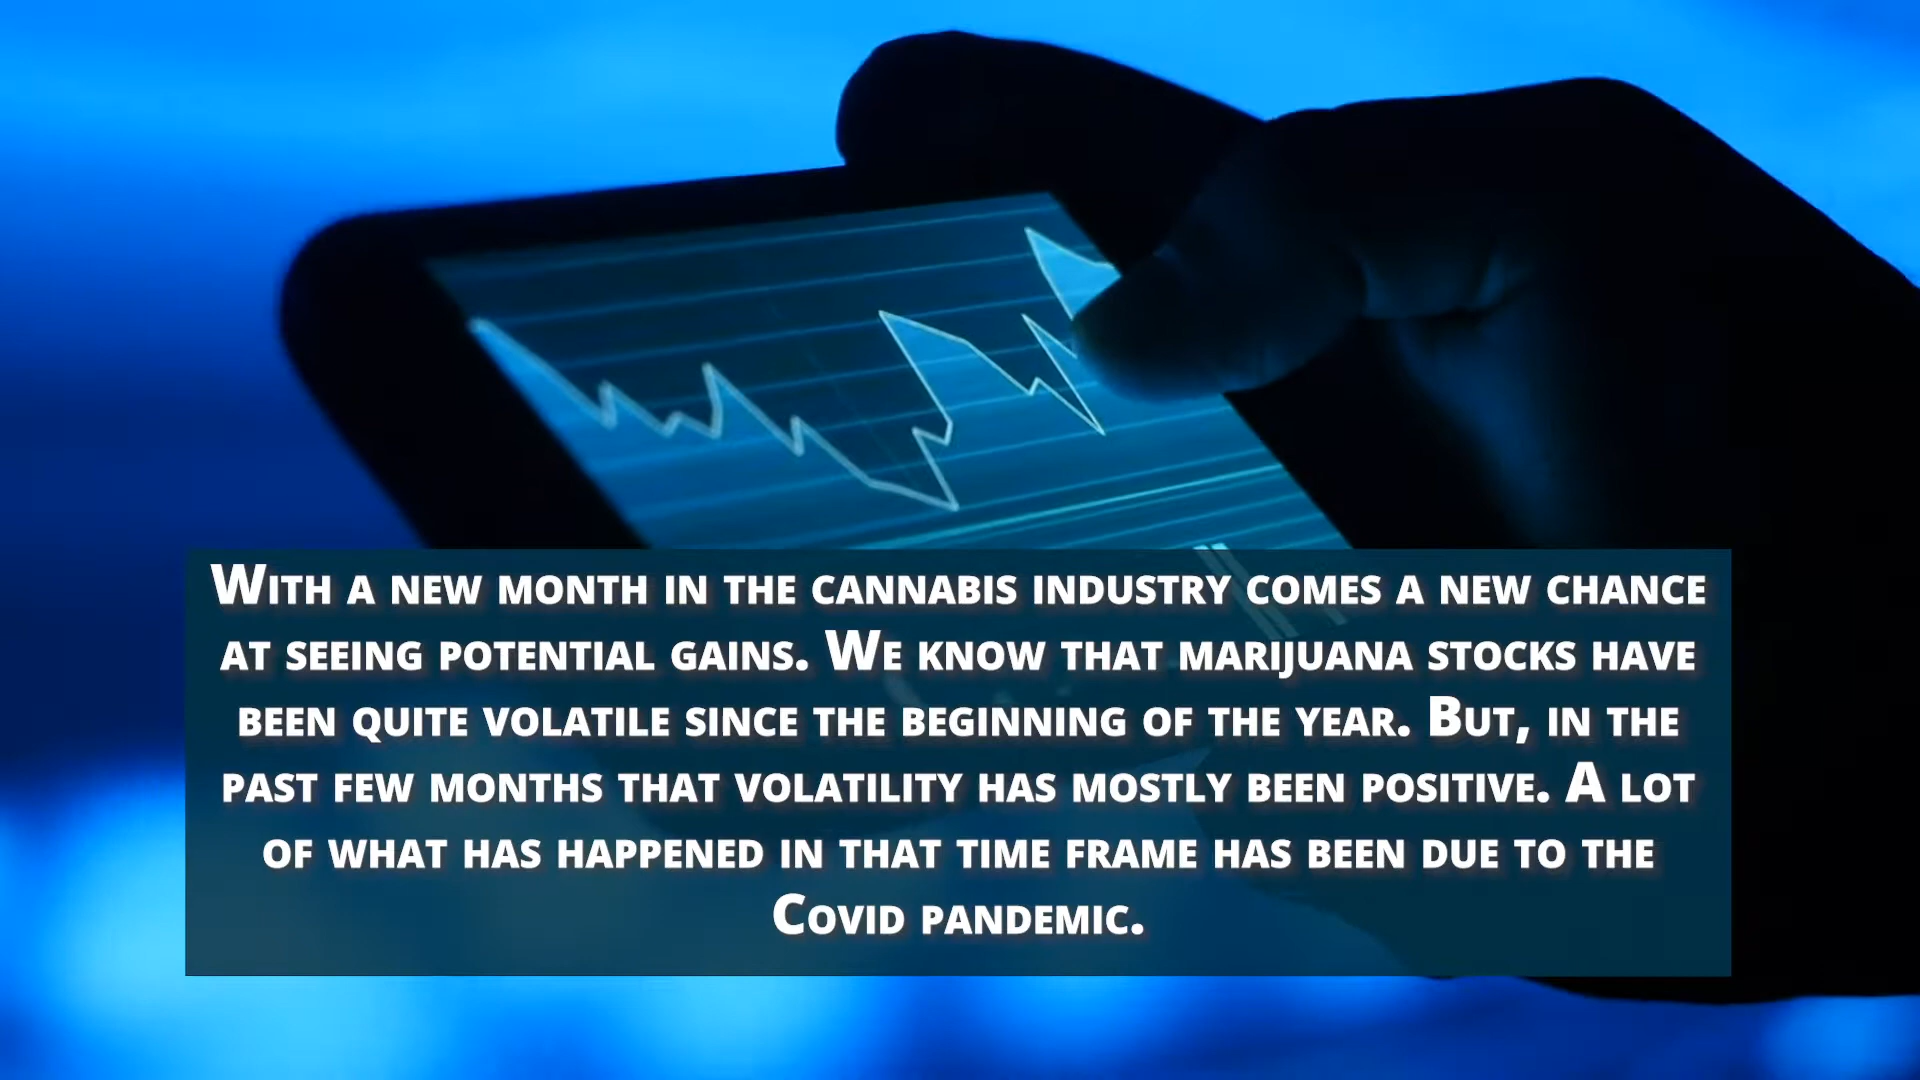 With a new month in the cannabis industry comes a new chance
at seeing potential gains. We know that marijuana stocks have
been quite volatile since the beginning of the year. But, in the
past few months that volatility has mostly been positive. A lot
of what has happened in that time frame has been due to the
Covid pandemic.